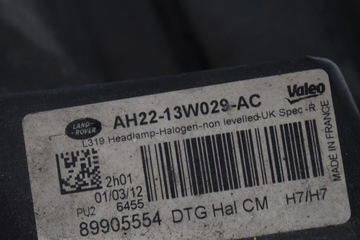 LAND-
ROVER
AH22-13W029-AC
Valeo
L319 Headlamp-Halogen-non levelled-UK Spec -R
2h01
01/03/12
PU2 6455
89905554 DTG Hal CM H7/H7
MADE IN FRANCE